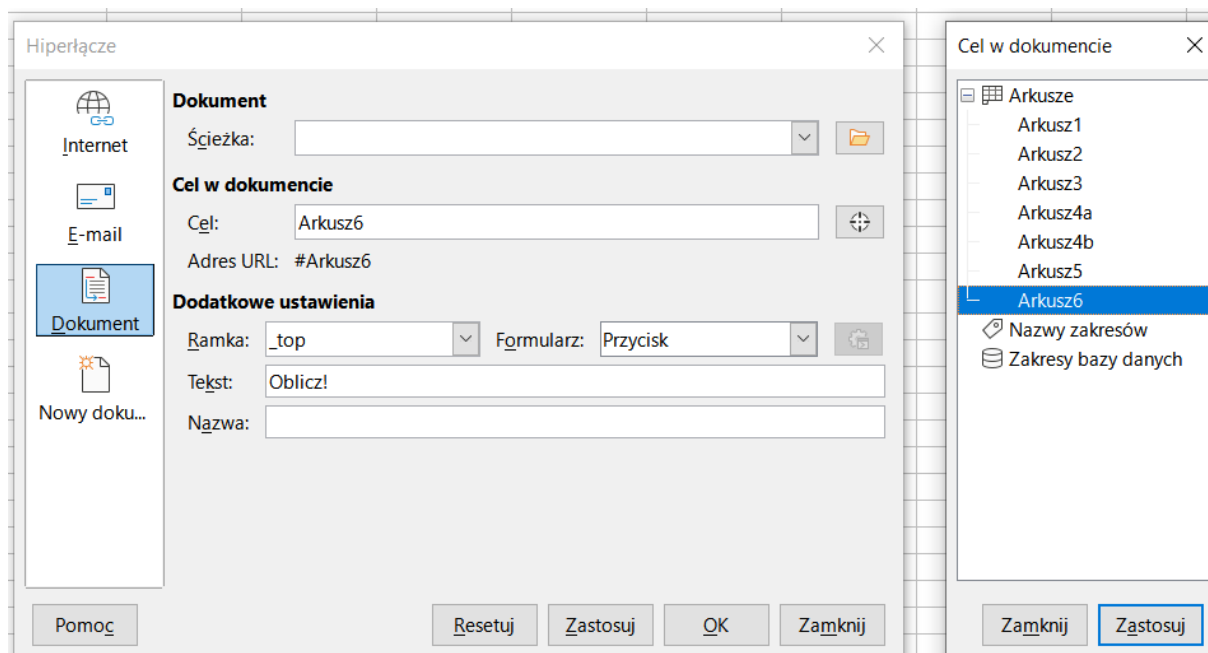 Hiperłącze
Internet
E-mail
Dokument
Nowy doku...
Dokument
Ścieżka:
Cel w dokumencie
Cel: Arkusz6
Adres URL: #Arkusz6
Dodatkowe ustawienia
Ramka: _top Formularz: Przycisk
Tekst: Oblicz!
Nazwa:
Pomoc Resetuj Zastosuj OK Zamknij
Cel w dokumencie
Arkusze
Arkusz1
Arkusz2
Arkusz3
Arkusz4a
Arkusz4b
Arkusz5
Arkusz6
Nazwy zakresów
Zakresy bazy danych
Zamknij Zastosuj